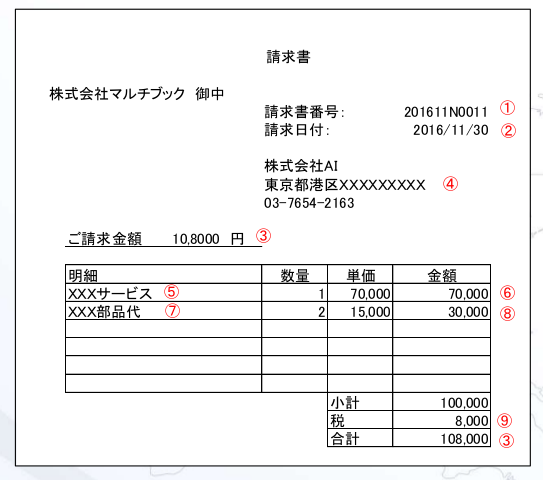 請求書
株式会社マルチブック 御中
請求書番号: 201611N0011 ①
請求日付: 2016/11/30 ②
株式会社AI
東京都港区XXXXXXXXX ④
03-7654-2163
ご請求金額 10,8000 円 ③
明細 数量 単価 金額
XXXサービス ⑤ 1 70,000 70,000 ⑥
XXX部品代 ⑦ 2 15,000 30,000 ⑧
小計 100,000
税 8,000 ⑨
合計 108,000 ③